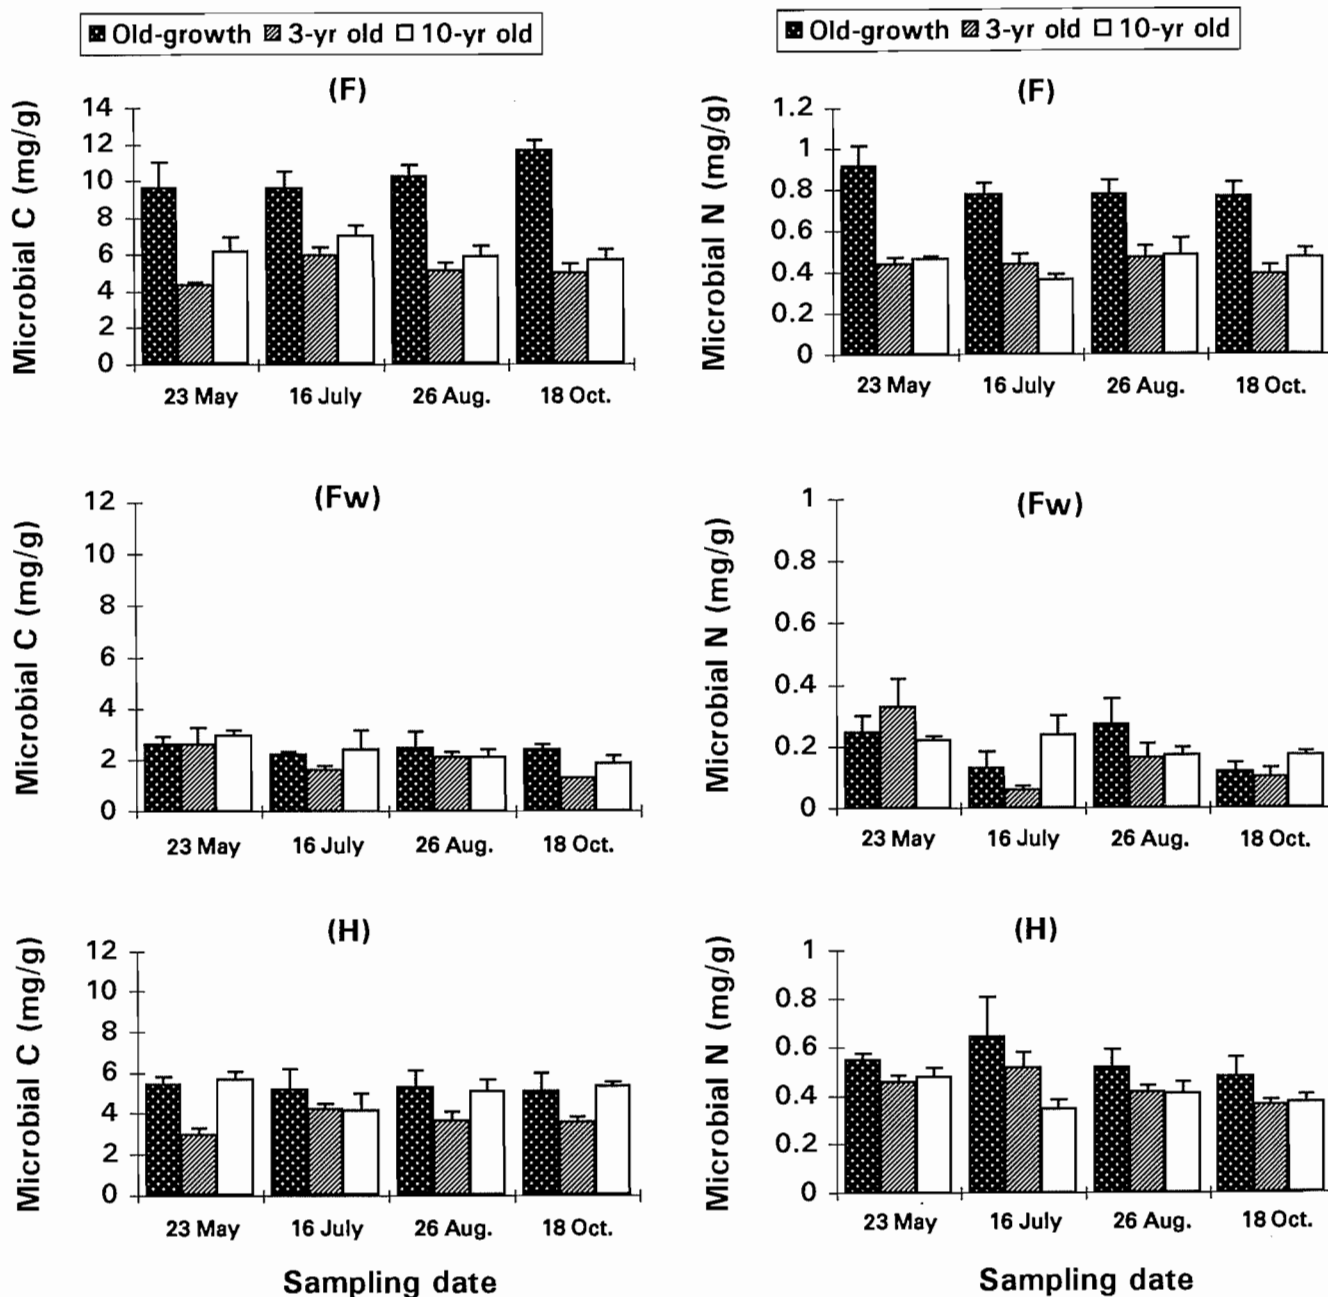 Old-growth 3-yr old 10-yr old
(F)
Microbial C (mg/g)
14
12
10
8
6
4
2
0
23 May 16 July 26 Aug. 18 Oct.
Old-growth 3-yr old 10-yr old
(F)
Microbial N (mg/g)
1.2
1
0.8
0.6
0.4
0.2
0
23 May 16 July 26 Aug. 18 Oct.
(Fw)
Microbial C (mg/g)
12
10
8
6
4
2
0
23 May 16 July 26 Aug. 18 Oct.
(Fw)
Microbial N (mg/g)
1
0.8
0.6
0.4
0.2
0
23 May 16 July 26 Aug. 18 Oct.
(H)
Microbial C (mg/g)
12
10
8
6
4
2
0
23 May 16 July 26 Aug. 18 Oct.
Sampling date
(H)
Microbial N (mg/g)
1
0.8
0.6
0.4
0.2
0
23 May 16 July 26 Aug. 18 Oct.
Sampling date